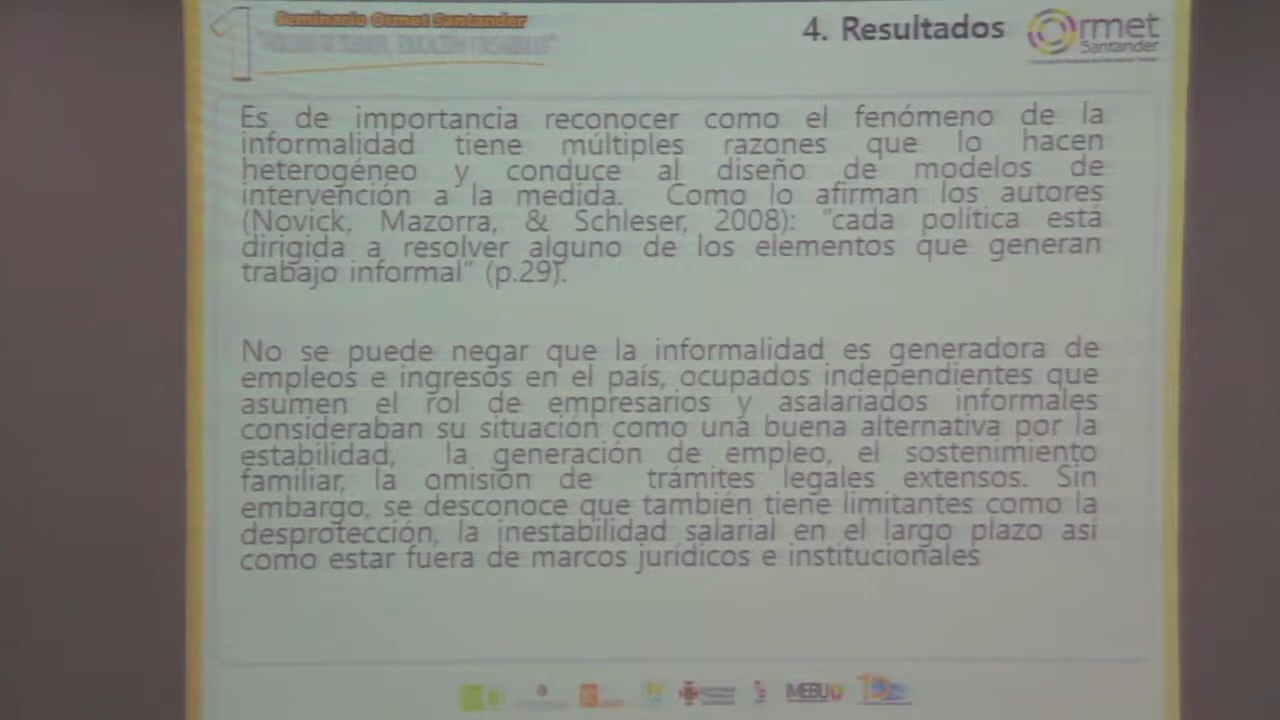 1 Seminario Ormet Santander
4. Resultados
Ormet
Santander
Es de importancia reconocer como el fenómeno de la
informalidad tiene múltiples razones que lo hacen
heterogéneo y conduce al diseño de modelos de
intervención a la medida. Como lo afirman los autores
(Novick, Mazorra, & Schleser, 2008): "cada política está
dirigida a resolver alguno de los elementos que generan
trabajo informal" (p.29).
No se puede negar que la informalidad es generadora de
empleos e ingresos en el país, ocupados independientes que
asumen el rol de empresarios y asalariados informales
consideraban su situación como una buena alternativa por la
estabilidad, la generación de empleo, el sostenimiento
familiar, la omisión de trámites legales extensos. Sin
embargo, se desconoce que también tiene limitantes como la
desprotección, la inestabilidad salarial en el largo plazo así
como estar fuera de marcos jurídicos e institucionales
IMEBU